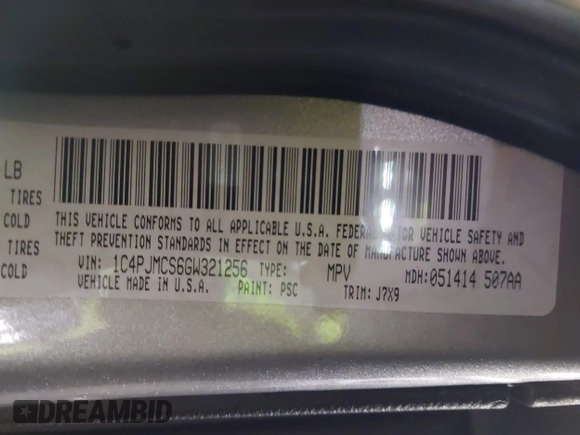 LB
TIRES
COLD
TIRES
COLD
THIS VEHICLE CONFORMS TO ALL APPLICABLE U.S.A. FEDERAL MOTOR VEHICLE SAFETY AND
THEFT PREVENTION STANDARDS IN EFFECT ON THE DATE OF MANUFACTURE SHOWN ABOVE.
VIN: 1C4PJMCS6GW321256 TYPE: MPV MDH:051414 507AA
VEHICLE MADE IN U.S.A. PAINT: PSC TRIM: J7X9
DREAMBID